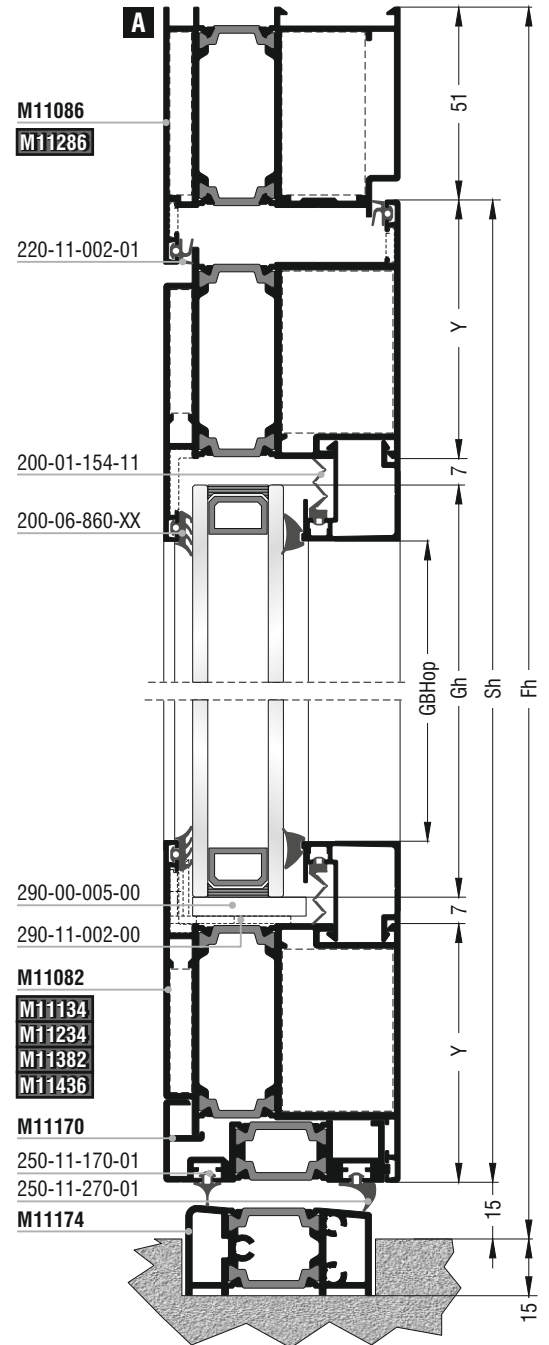 A
M11086
M11286
220-11-002-01
200-01-154-11
200-06-860-XX
290-00-005-00
290-11-002-00
M11082
M11134
M11234
M11382
M11436
M11170
250-11-170-01
250-11-270-01
M11174
51
Y
7
GBHop
Gh
Sh
Fh
7
Y
15
15